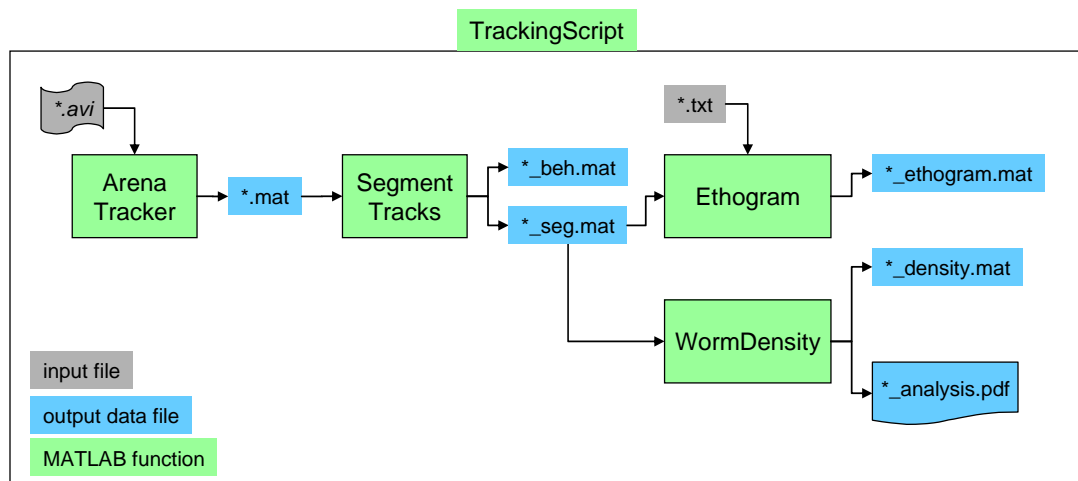 TrackingScript
*.avi
*.txt
Arena
Tracker
*.mat
Segment
Tracks
*_beh.mat
*_seg.mat
Ethogram
*_ethogram.mat
*_density.mat
WormDensity
*_analysis.pdf
input file
output data file
MATLAB function